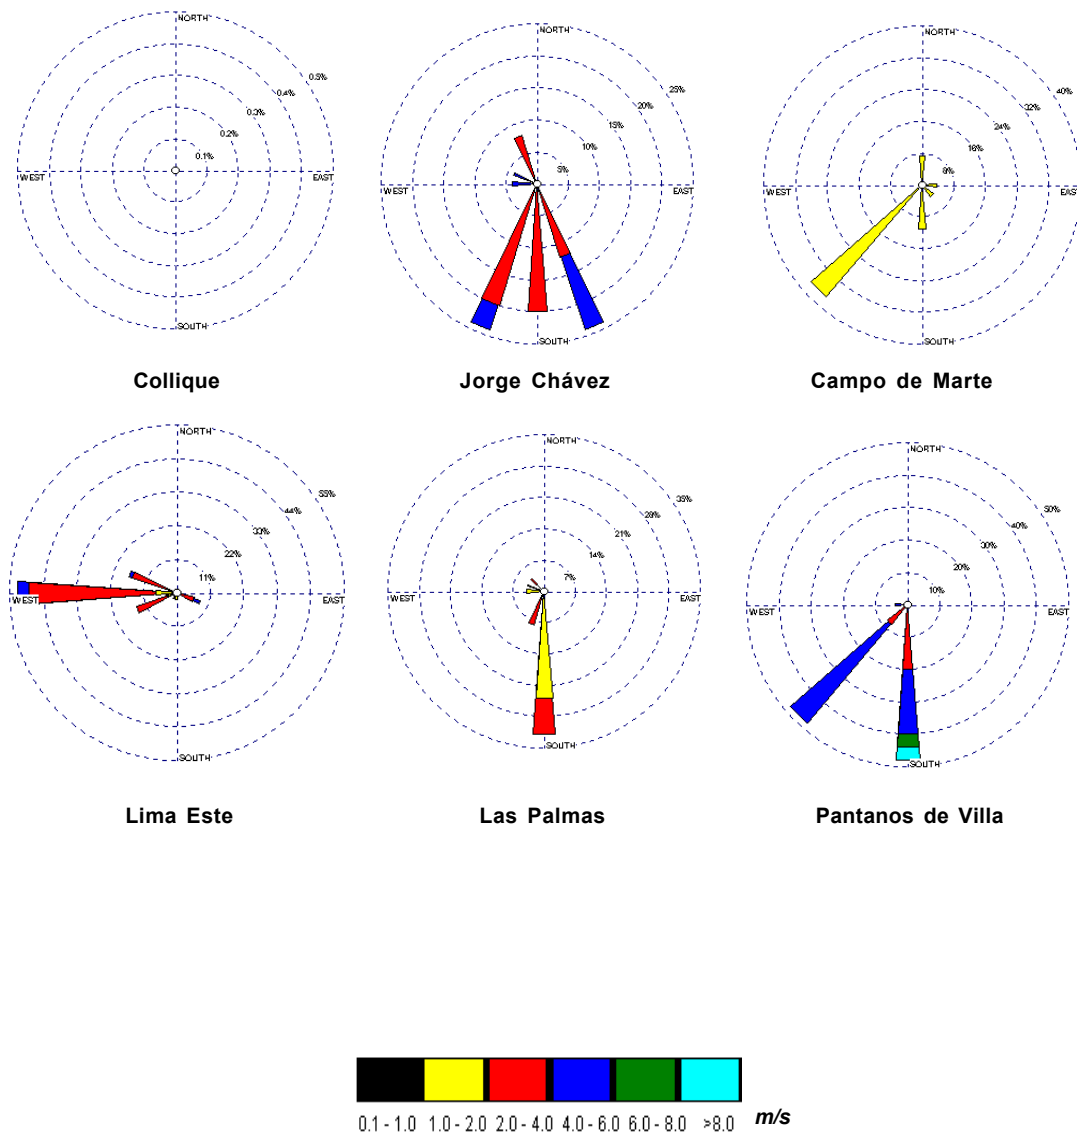 NORTH
0.5%
0.4%
0.3%
0.2%
0.1%
WEST
EAST
SOUTH
Collique
NORTH
25%
20%
15%
10%
5%
WEST
EAST
SOUTH
Jorge Chávez
NORTH
40%
32%
24%
16%
8%
WEST
EAST
SOUTH
Campo de Marte
NORTH
55%
44%
33%
22%
11%
WEST
EAST
SOUTH
Lima Este
NORTH
35%
28%
21%
14%
7%
WEST
EAST
SOUTH
Las Palmas
NORTH
50%
40%
30%
20%
10%
WEST
EAST
SOUTH
Pantanos de Villa
0.1 - 1.0 1.0 - 2.0 2.0 - 4.0 4.0 - 6.0 6.0 - 8.0 >8.0 m/s